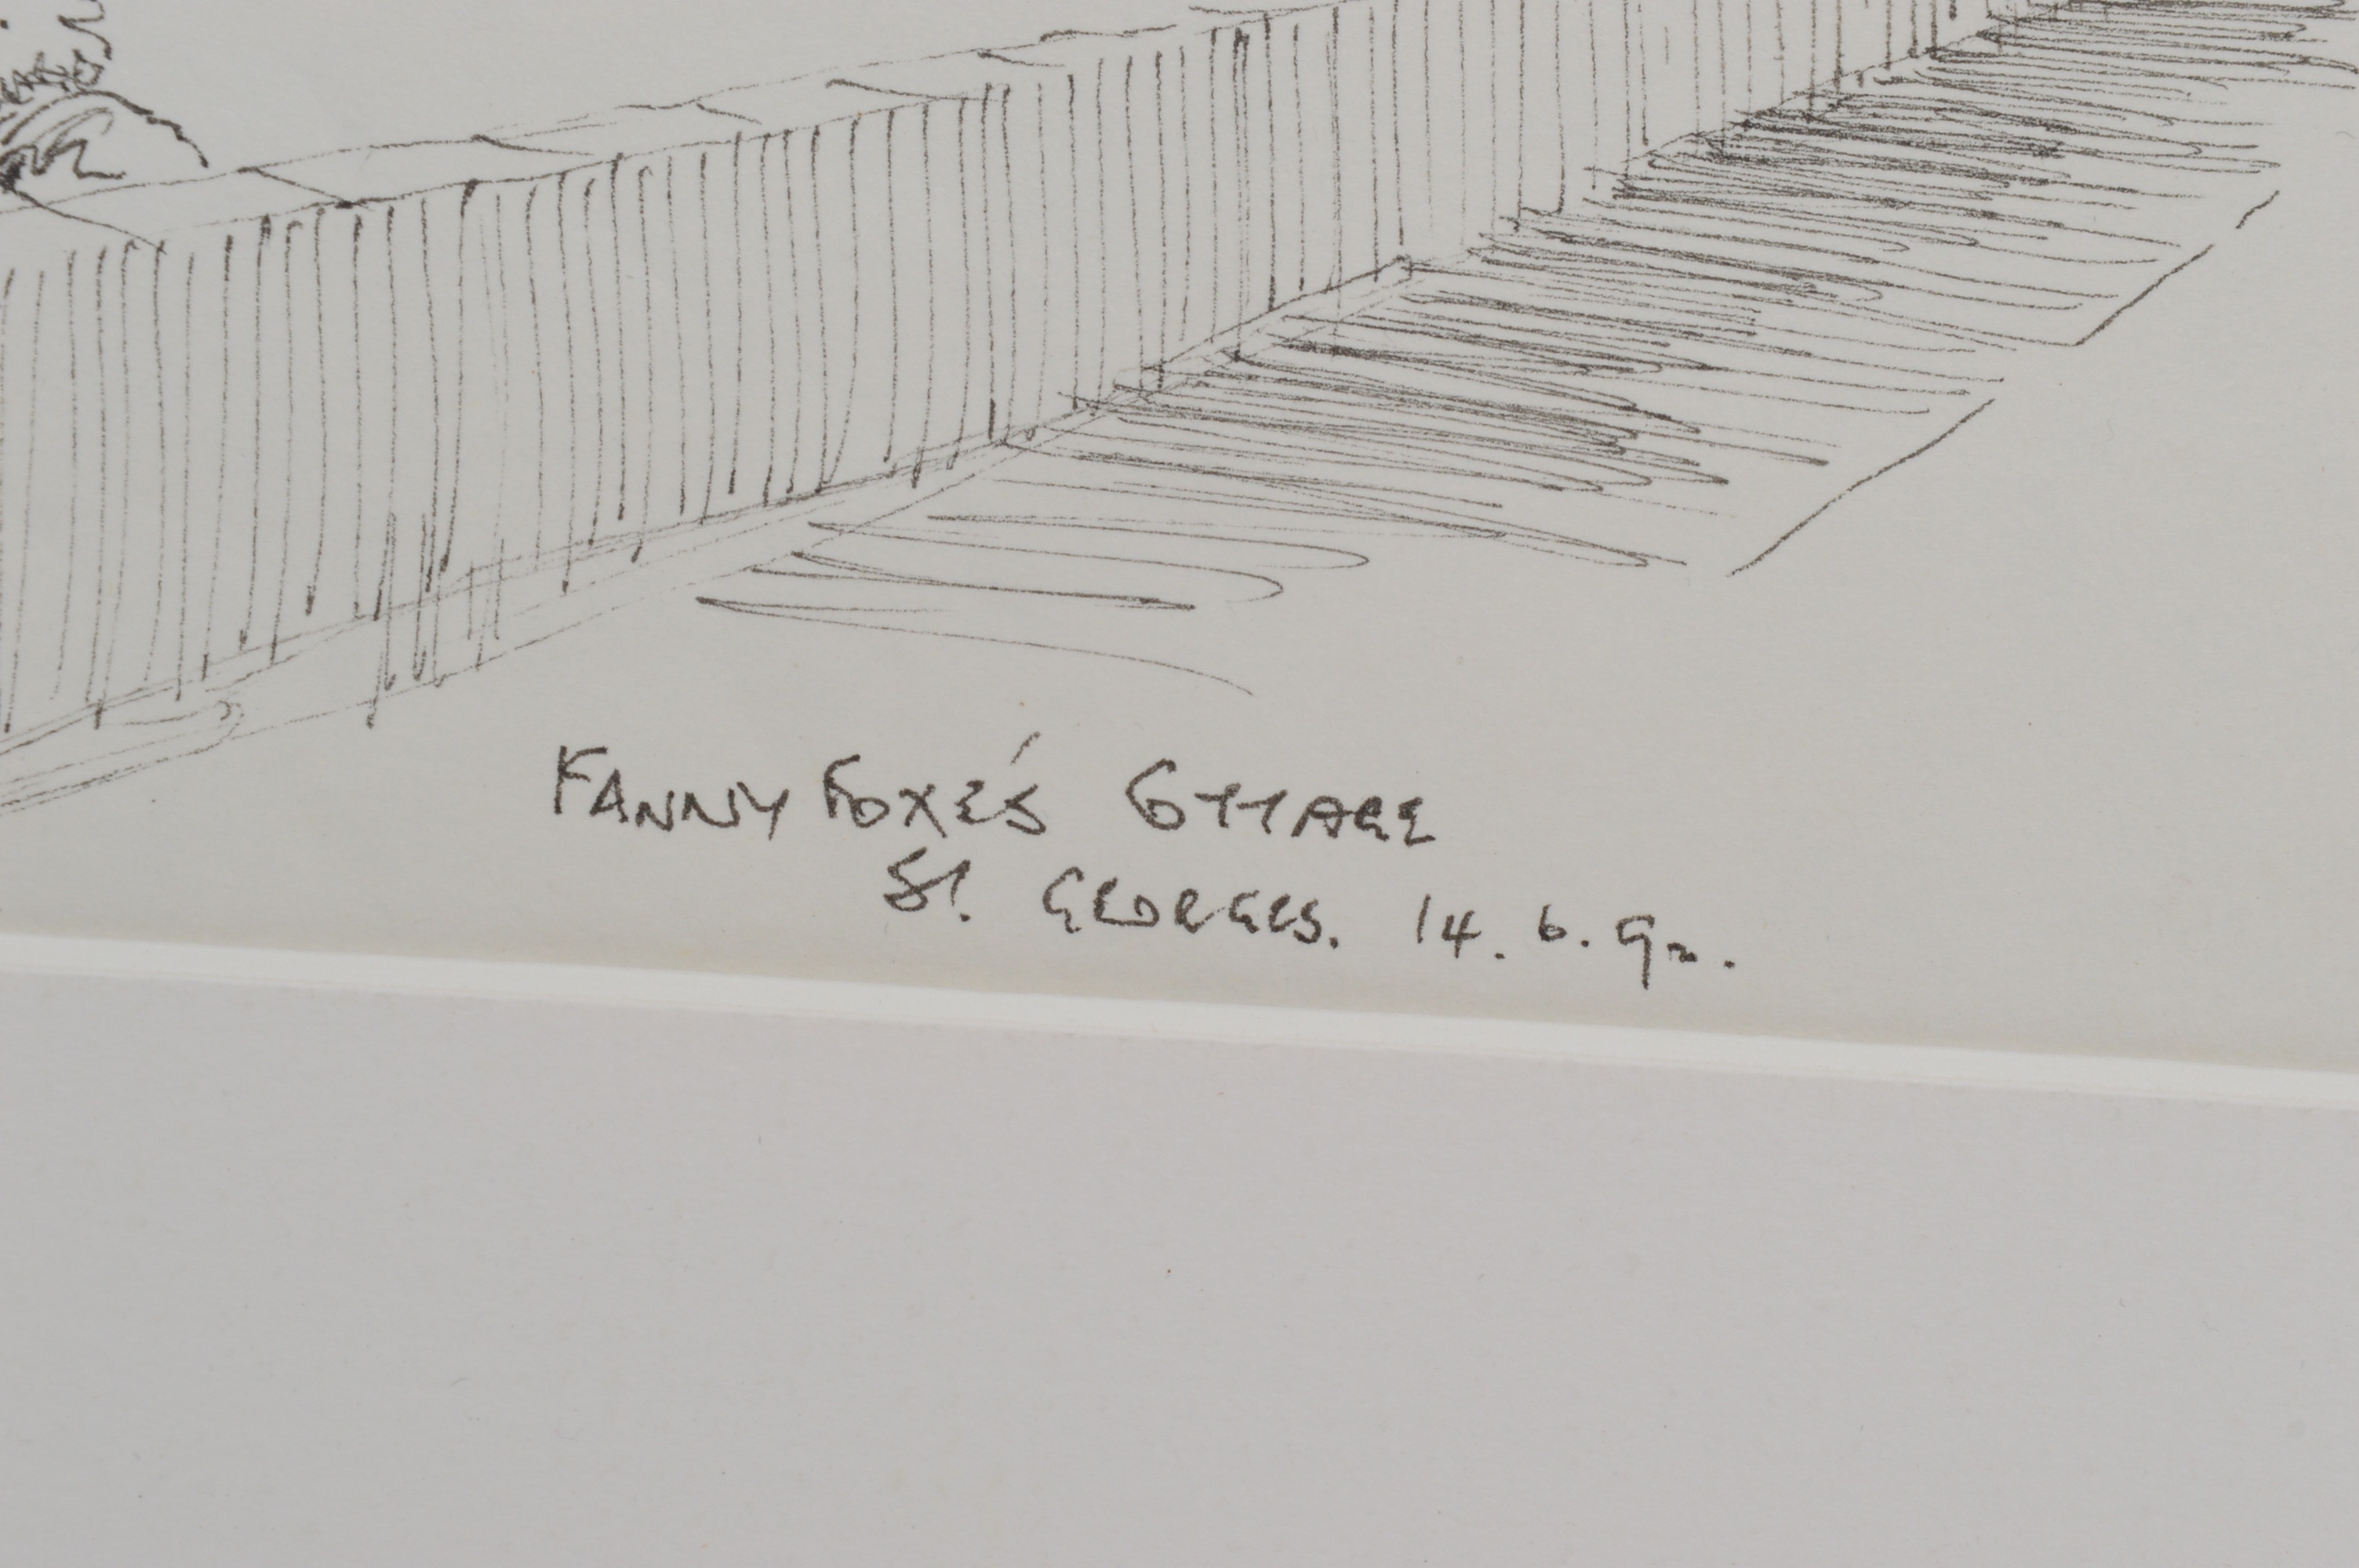 FANNY FOXE'S COTTAGE
St. GEORGES. 14.6.92.